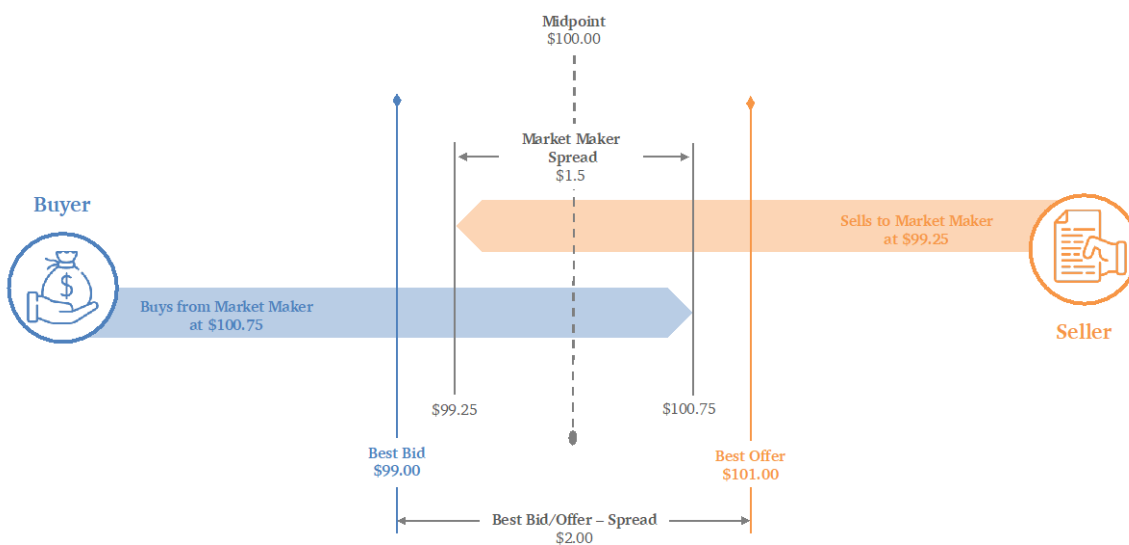 Midpoint
$100.00
Market Maker
Spread
$1.5
Buyer
Sells to Market Maker
at $99.25
$
Buys from Market Maker
at $100.75
Seller
$99.25
$100.75
Best Bid
$99.00
Best Offer
$101.00
Best Bid/Offer – Spread
$2.00